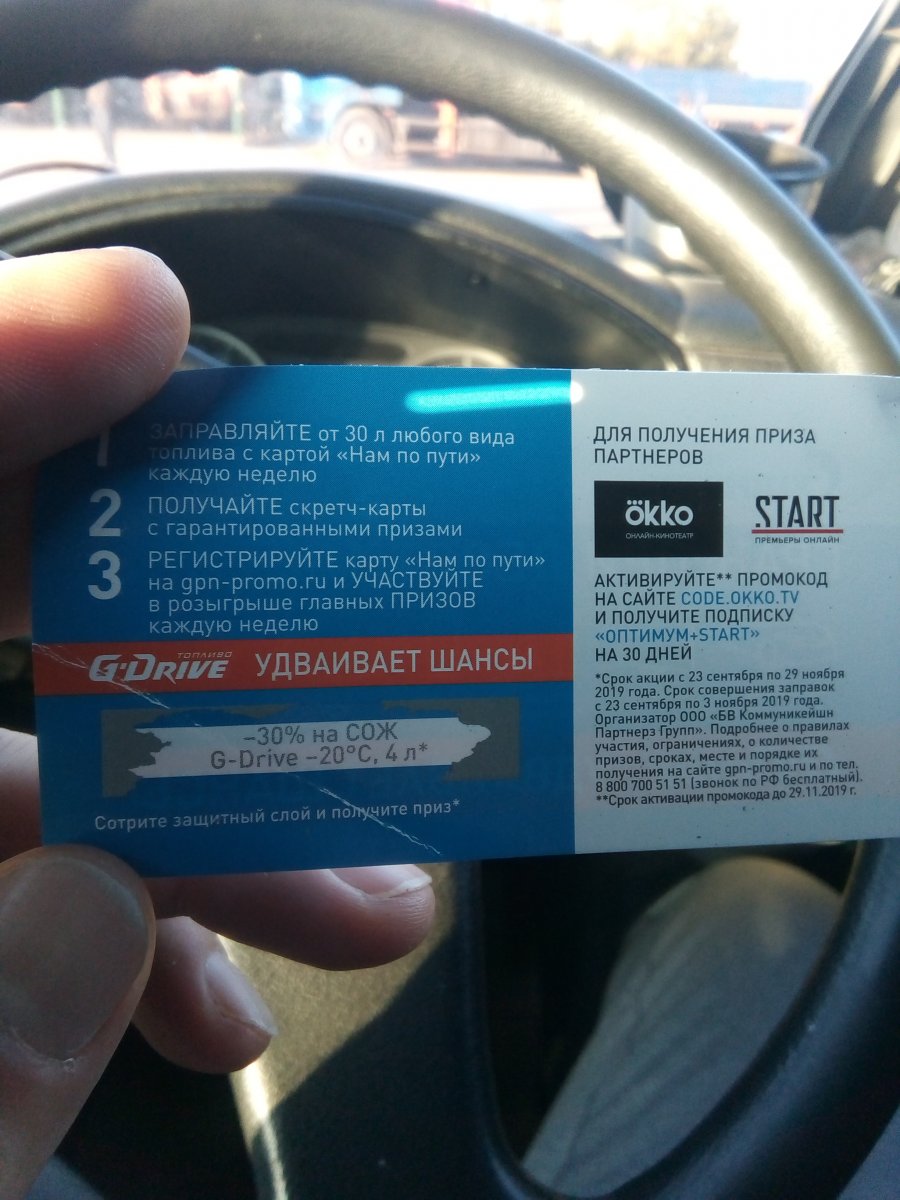 1 ЗАПРАВЛЯЙТЕ от 30 л любого вида
топлива с картой «Нам по пути»
каждую неделю
2 ПОЛУЧАЙТЕ скретч-карты
с гарантированными призами
3 РЕГИСТРИРУЙТЕ карту «Нам по пути»
на gpn-promo.ru и УЧАСТВУЙТЕ
в розыгрыше главных ПРИЗОВ
каждую неделю
ТОПЛИВО
G-DRIVE УДВАИВАЕТ ШАНСЫ
–30% на СОЖ
G-Drive –20°C, 4 л*
Сотрите защитный слой и получите приз*
ДЛЯ ПОЛУЧЕНИЯ ПРИЗА
ПАРТНЕРОВ
okko
ОНЛАЙН-КИНОТЕАТР
START
ПРЕМЬЕРЫ ОНЛАЙН
АКТИВИРУЙТЕ** ПРОМОКОД
НА САЙТЕ CODE.OKKO.TV
И ПОЛУЧИТЕ ПОДПИСКУ
«ОПТИМУМ+START»
НА 30 ДНЕЙ
*Срок акции с 23 сентября по 29 ноября
2019 года. Срок совершения заправок
с 23 сентября по 3 ноября 2019 года.
Организатор ООО «БВ Коммуникейшн
Партнерз Групп». Подробнее о правилах
участия, ограничениях, о количестве
призов, сроках, месте и порядке их
получения на сайте gpn-promo.ru и по тел.
8 800 700 51 51 (звонок по РФ бесплатный).
**Срок активации промокода до 29.11.2019 г.